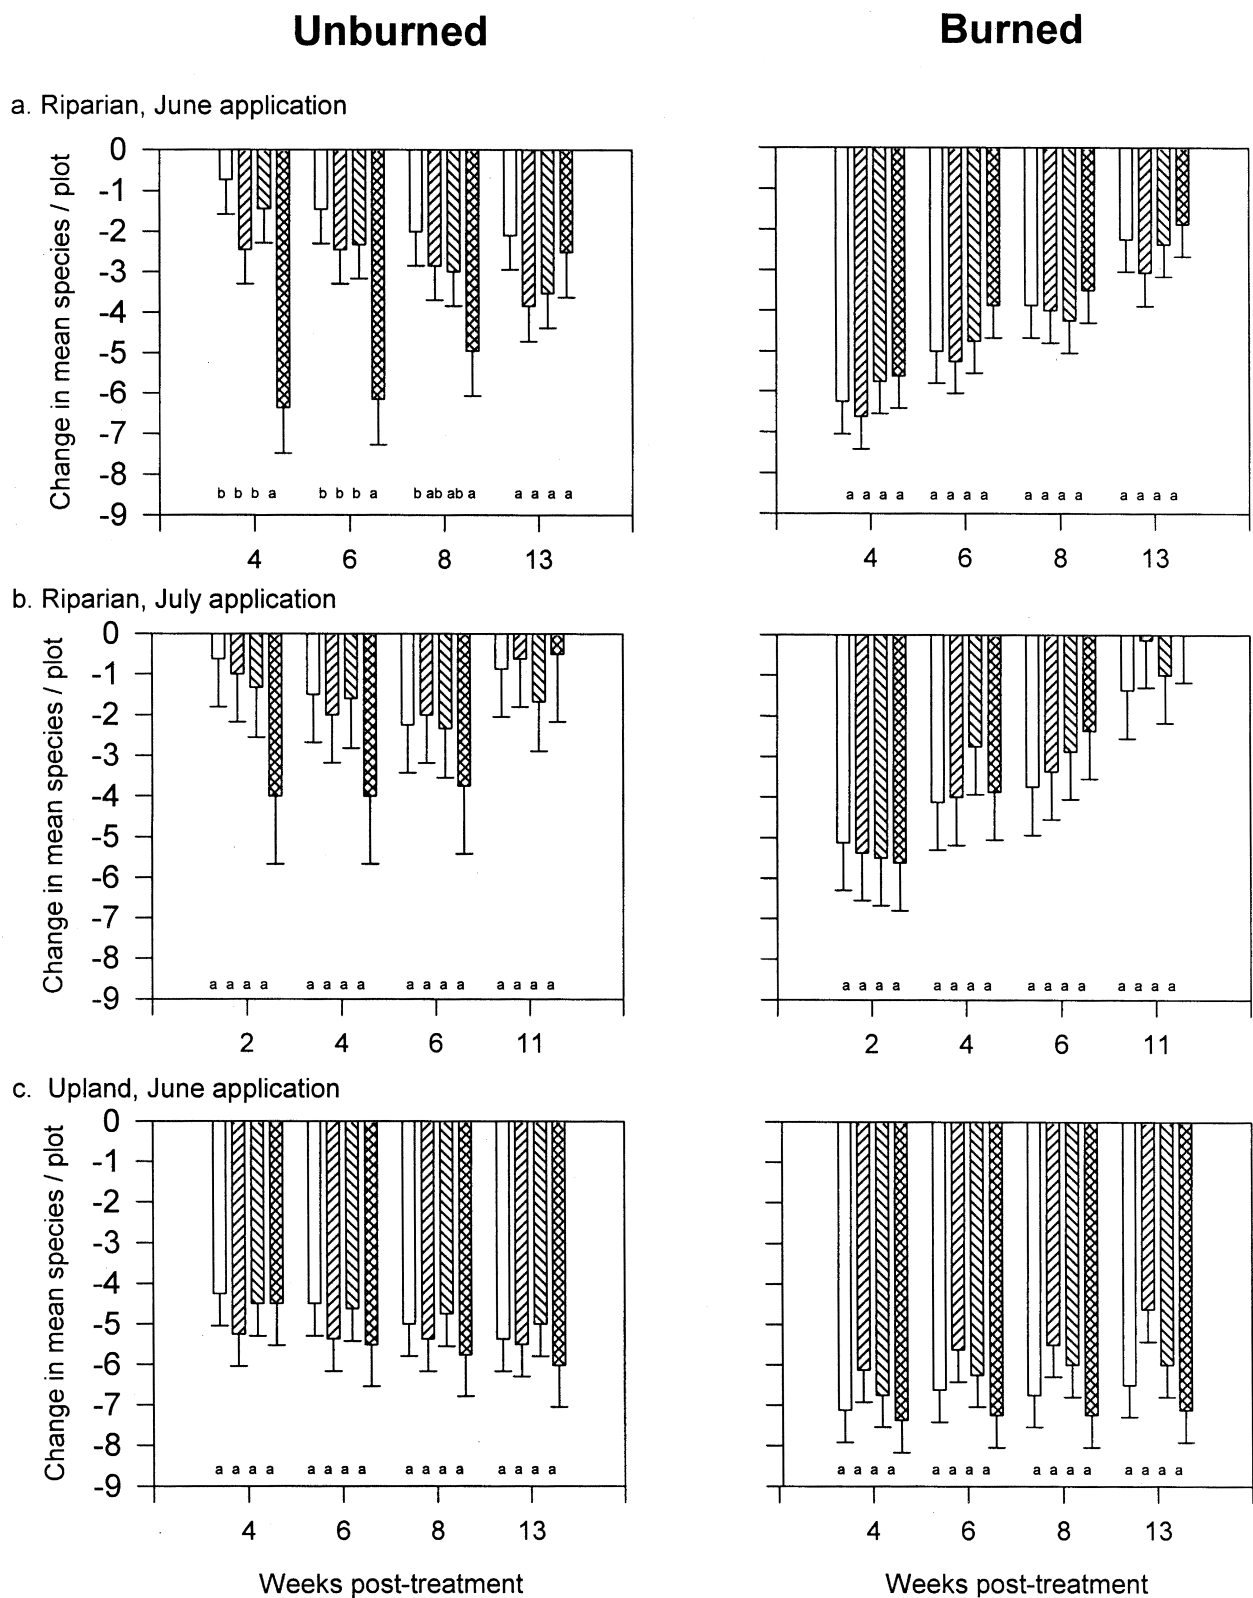 Unburned Burned
a. Riparian, June application
Change in mean species / plot
0
-1
-2
-3
-4
-5
-6
-7
-8
-9
b b b a b b b a b ab ab a a a a a
a a a a a a a a a a a a a a a a
4 6 8 13
4 6 8 13
b. Riparian, July application
Change in mean species / plot
0
-1
-2
-3
-4
-5
-6
-7
-8
-9
a a a a a a a a a a a a a a a a
a a a a a a a a a a a a a a a a
2 4 6 11
2 4 6 11
c. Upland, June application
Change in mean species / plot
0
-1
-2
-3
-4
-5
-6
-7
-8
-9
a a a a a a a a a a a a a a a a
a a a a a a a a a a a a a a a a
4 6 8 13
4 6 8 13
Weeks post-treatment Weeks post-treatment